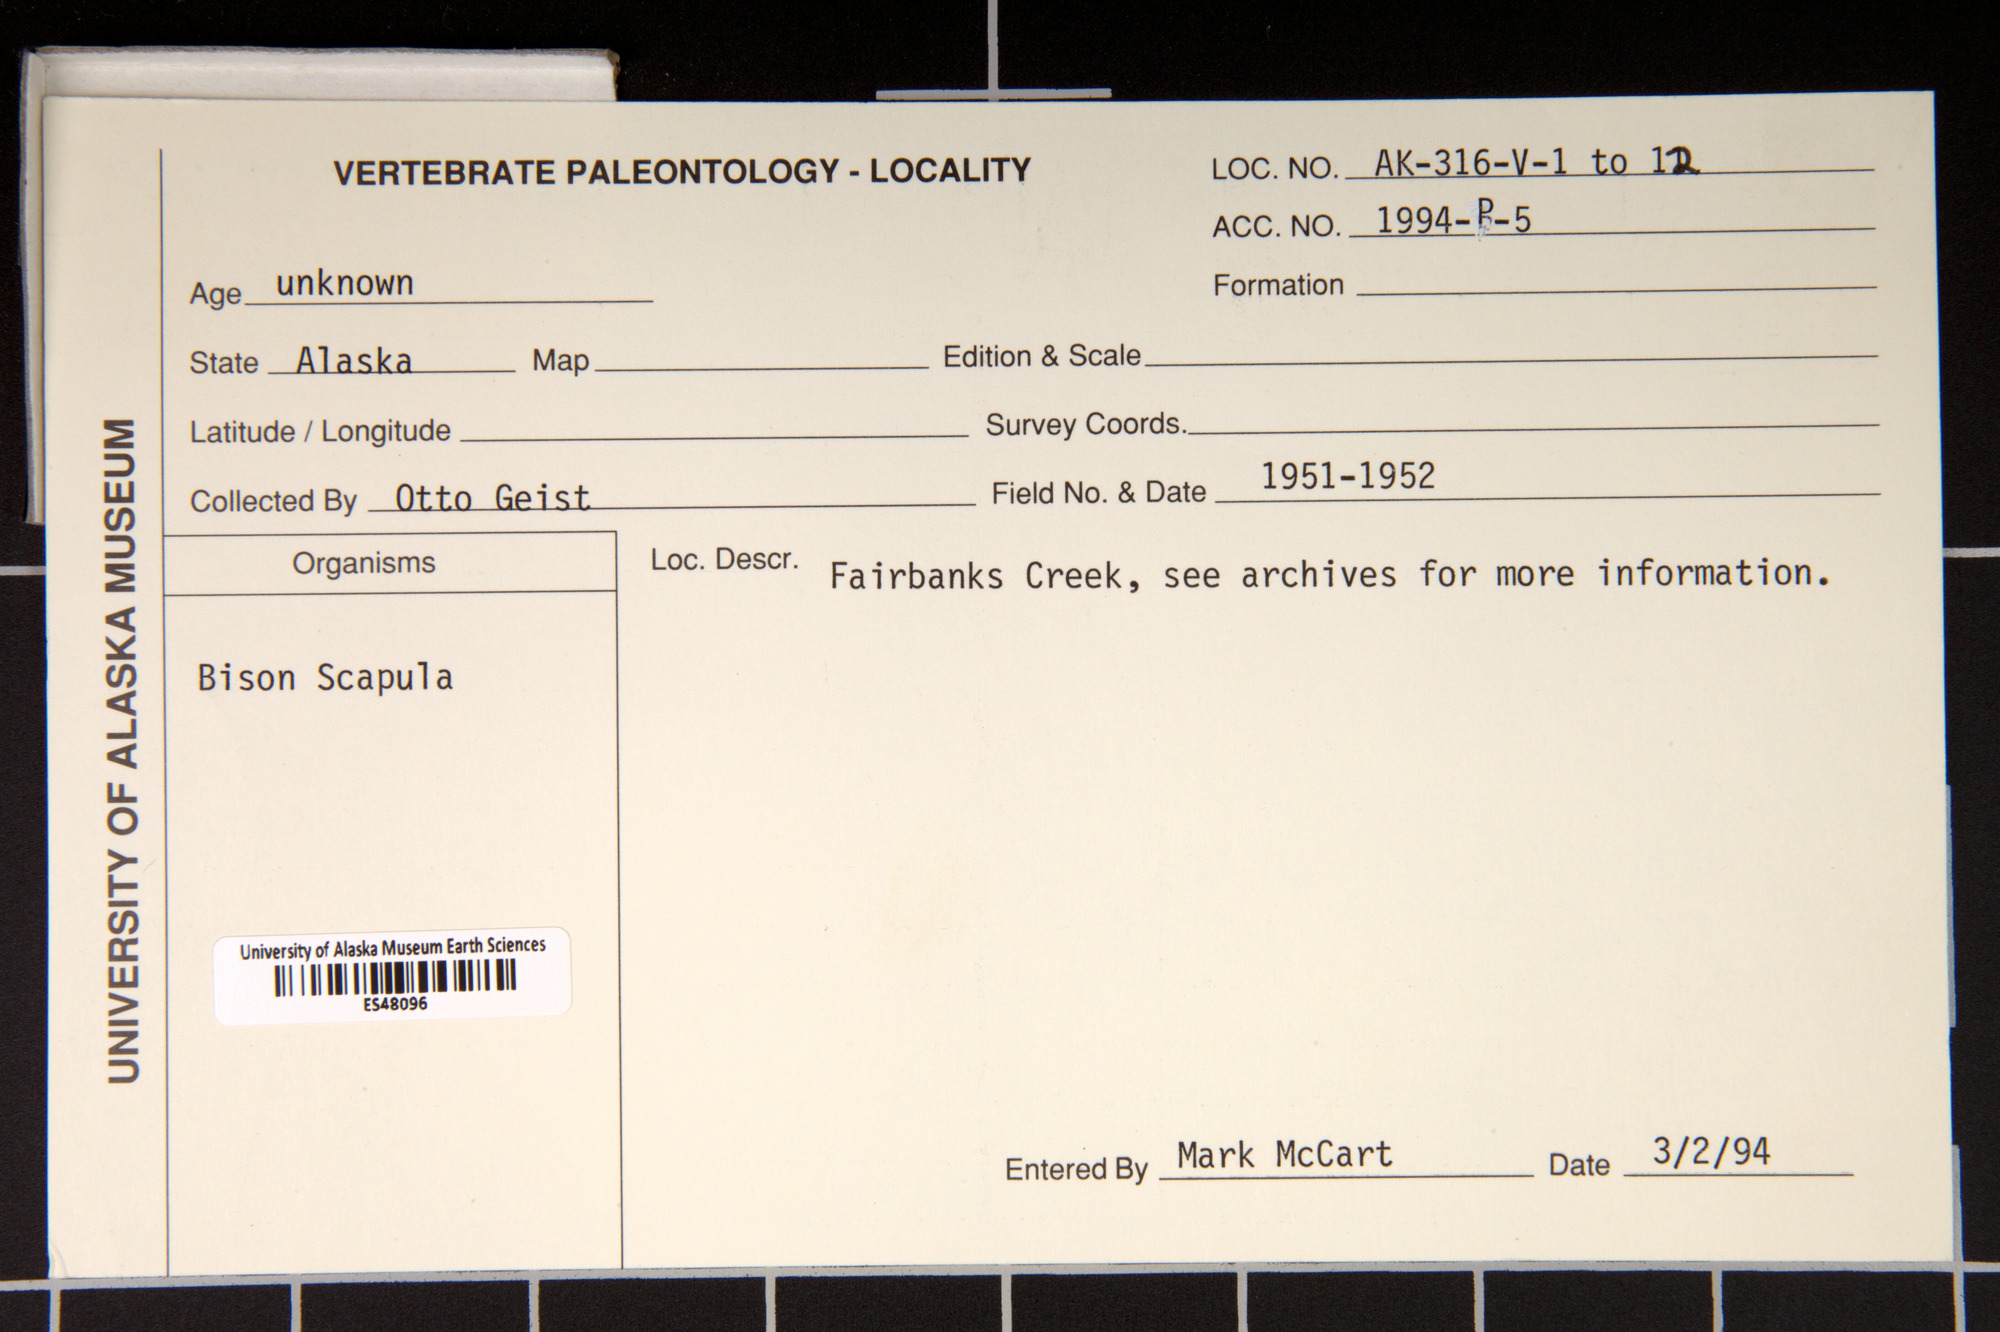 VERTEBRATE PALEONTOLOGY - LOCALITY
LOC. NO. AK-316-V-1 to 12
ACC. NO. 1994-P-5
Age unknown
Formation
State Alaska Map Edition & Scale
Latitude / Longitude Survey Coords.
Collected By Otto Geist Field No. & Date 1951-1952
Organisms
Loc. Descr. Fairbanks Creek, see archives for more information.
Bison Scapula
University of Alaska Museum Earth Sciences
ES48096
Entered By Mark McCart Date 3/2/94
UNIVERSITY OF ALASKA MUSEUM